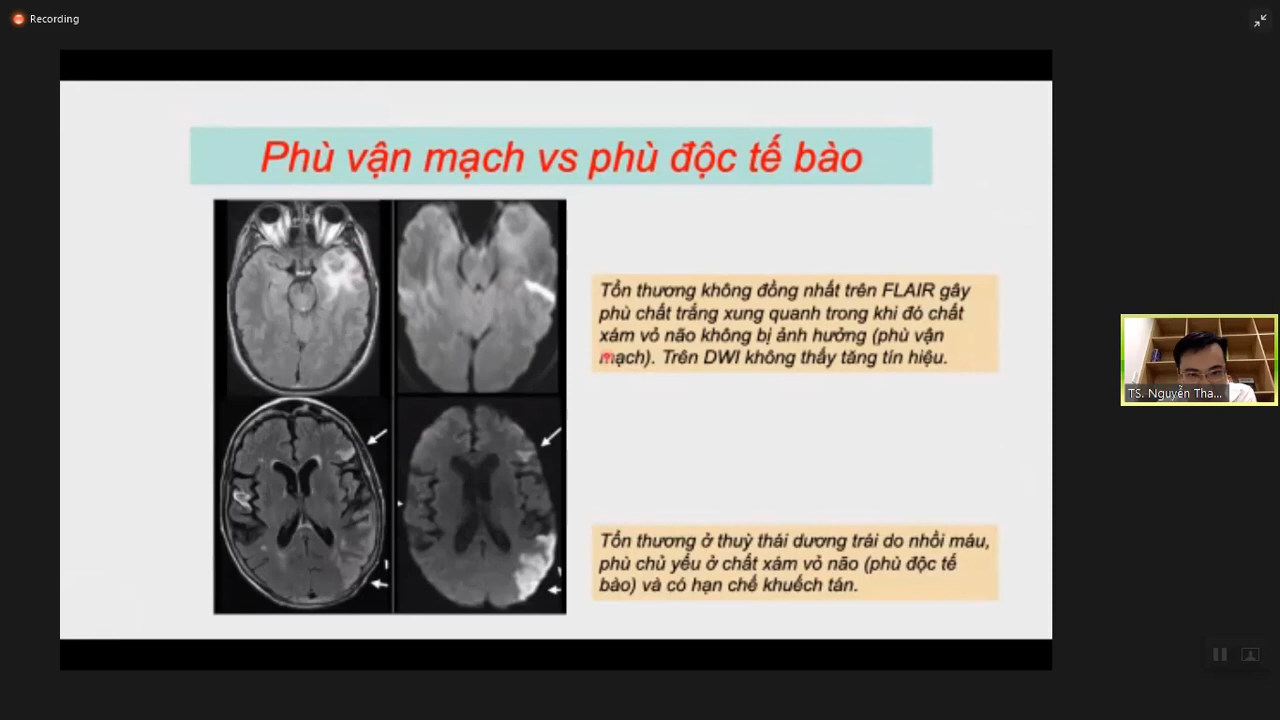 Recording
Phù vận mạch vs phù độc tế bào
Tổn thương không đồng nhất trên FLAIR gây
phù chất trắng xung quanh trong khi đó chất
xám vỏ não không bị ảnh hưởng (phù vận
mạch). Trên DWI không thấy tăng tín hiệu.
TS. Nguyễn Tha...
Tổn thương ở thuỳ thái dương trái do nhồi máu,
phù chủ yếu ở chất xám vỏ não (phù độc tế
bào) và có hạn chế khuếch tán.